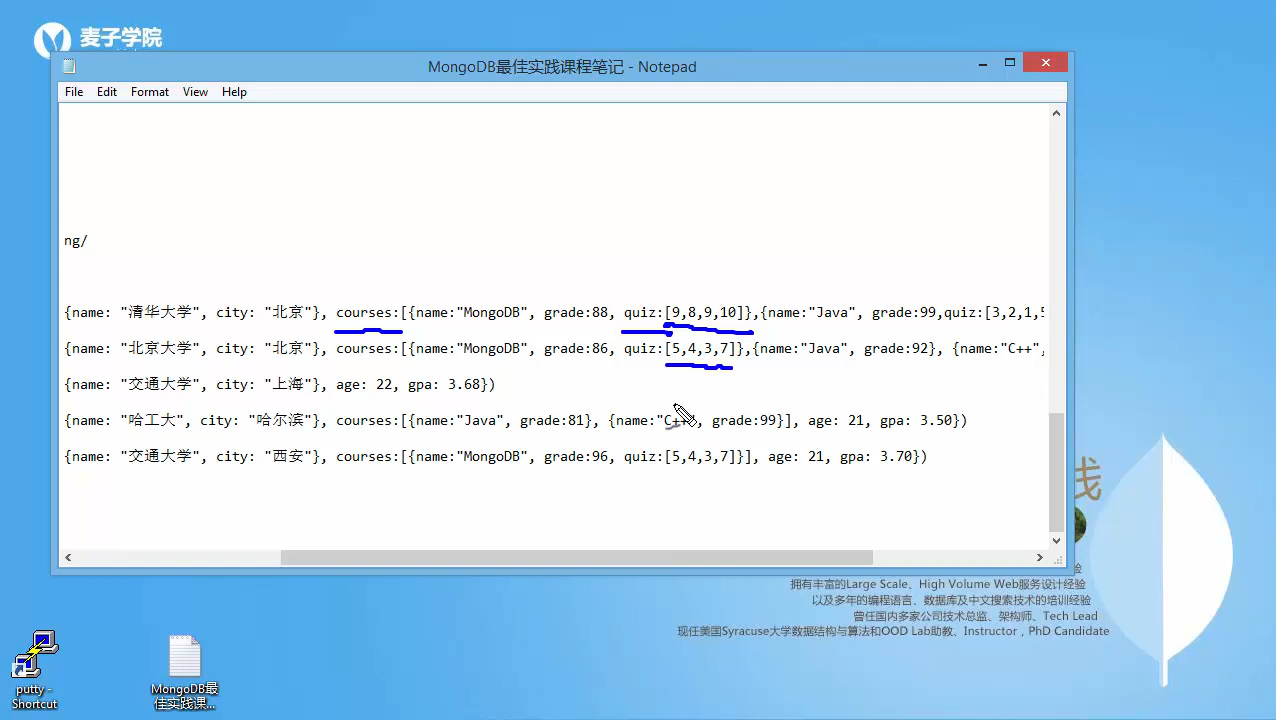 麦子学院
MongoDB最佳实践课程笔记 - Notepad
File Edit Format View Help
ng/
{name: "清华大学", city: "北京"}, courses:[{name:"MongoDB", grade:88, quiz:[9,8,9,10]},{name:"Java", grade:99,quiz:[3,2,1,5
{name: "北京大学", city: "北京"}, courses:[{name:"MongoDB", grade:86, quiz:[5,4,3,7]},{name:"Java", grade:92}, {name:"C++",
{name: "交通大学", city: "上海"}, age: 22, gpa: 3.68})
{name: "哈工大", city: "哈尔滨"}, courses:[{name:"Java", grade:81}, {name:"C++", grade:99}], age: 21, gpa: 3.50})
{name: "交通大学", city: "西安"}, courses:[{name:"MongoDB", grade:96, quiz:[5,4,3,7]}], age: 21, gpa: 3.70})
践
验
拥有丰富的Large Scale、High Volume Web服务设计经验
以及多年的编程语言、数据库及中文搜索技术的培训经验
曾任国内多家公司技术总监、架构师、Tech Lead
现任美国Syracuse大学数据结构与算法和OOD Lab助教、Instructor，PhD Candidate
putty -
Shortcut
MongoDB最
佳实践课...